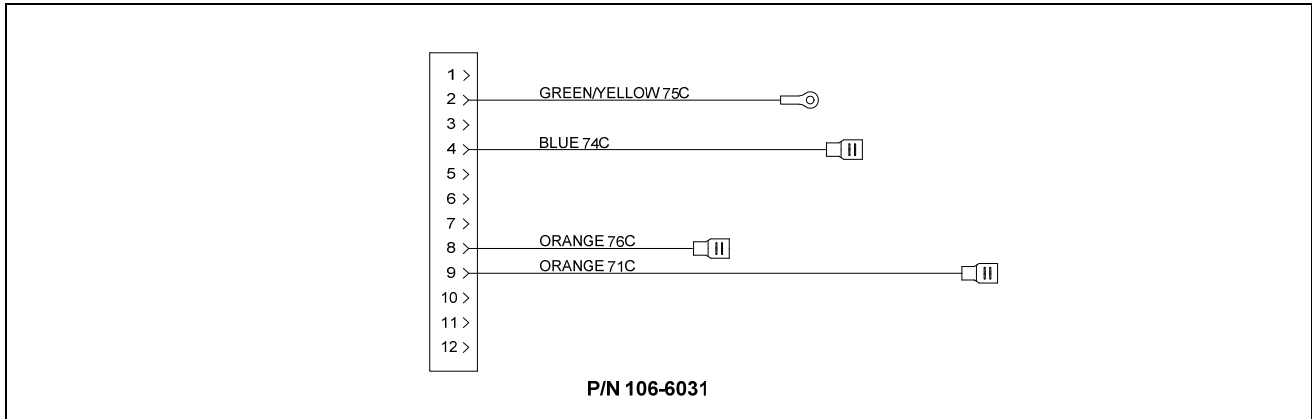 1
2 GREEN/YELLOW 75C
3
4 BLUE 74C
5
6
7
8 ORANGE 76C
9 ORANGE 71C
10
11
12
P/N 106-6031